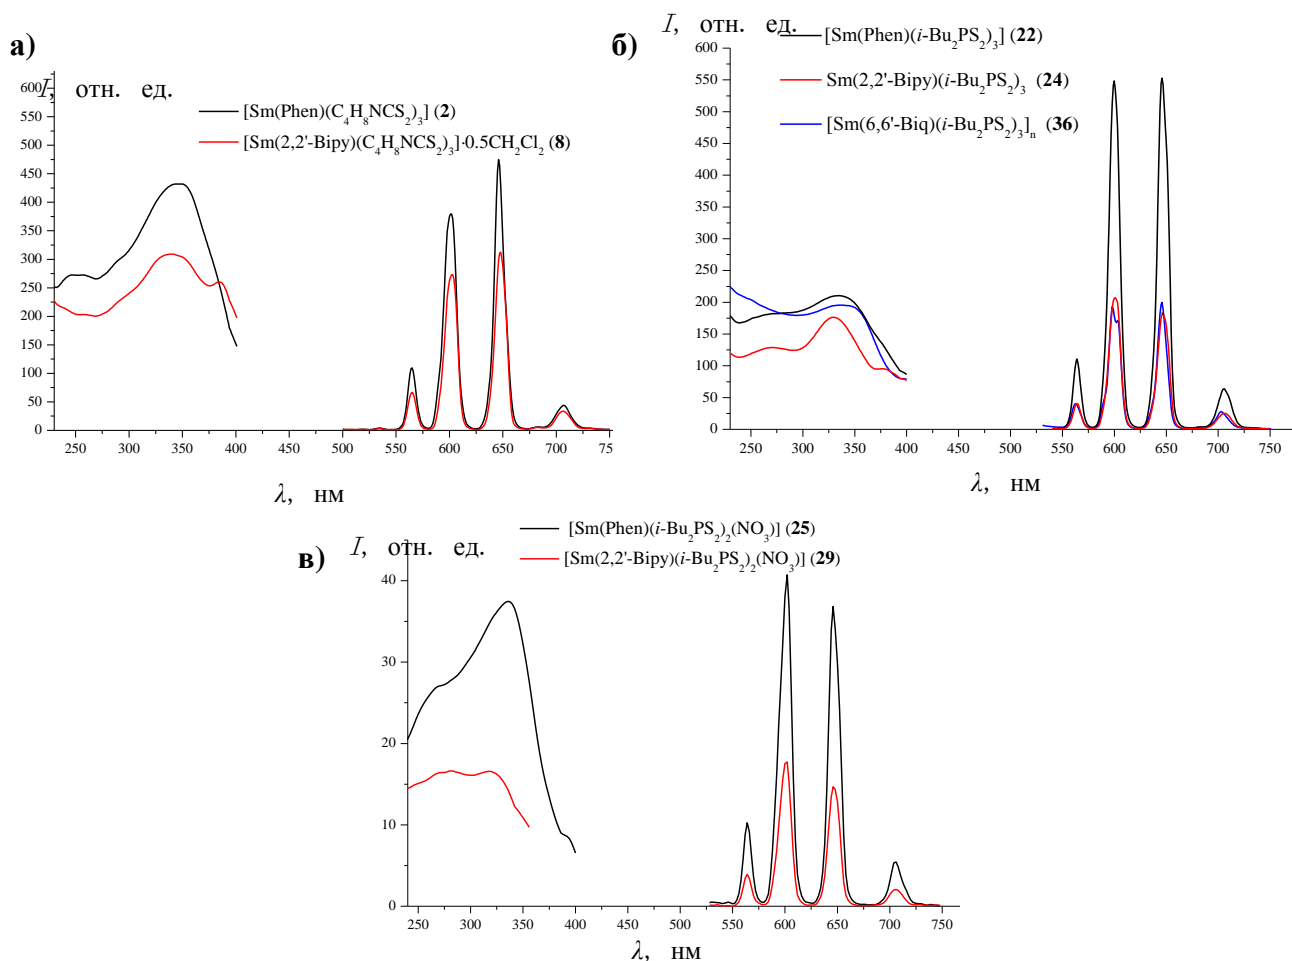 а)
I, отн. ед.
[Sm(Phen)(C₄H₈NCS₂)₃] (2)
[Sm(2,2'-Bipy)(C₄H₈NCS₂)₃]·0.5CH₂Cl₂ (8)
600
550
500
450
400
350
300
250
200
150
100
50
0
250 300 350 400 450 500 550 600 650 700 750
λ, нм
б)
I, отн. ед.
[Sm(Phen)(i-Bu₂PS₂)₃] (22)
Sm(2,2'-Bipy)(i-Bu₂PS₂)₃ (24)
[Sm(6,6'-Biq)(i-Bu₂PS₂)₃]ₙ (36)
600
550
500
450
400
350
300
250
200
150
100
50
0
250 300 350 400 450 500 550 600 650 700 750
λ, нм
в)
I, отн. ед.
[Sm(Phen)(i-Bu₂PS₂)₂(NO₃)] (25)
[Sm(2,2'-Bipy)(i-Bu₂PS₂)₂(NO₃)] (29)
40
30
20
10
0
250 300 350 400 450 500 550 600 650 700 750
λ, нм